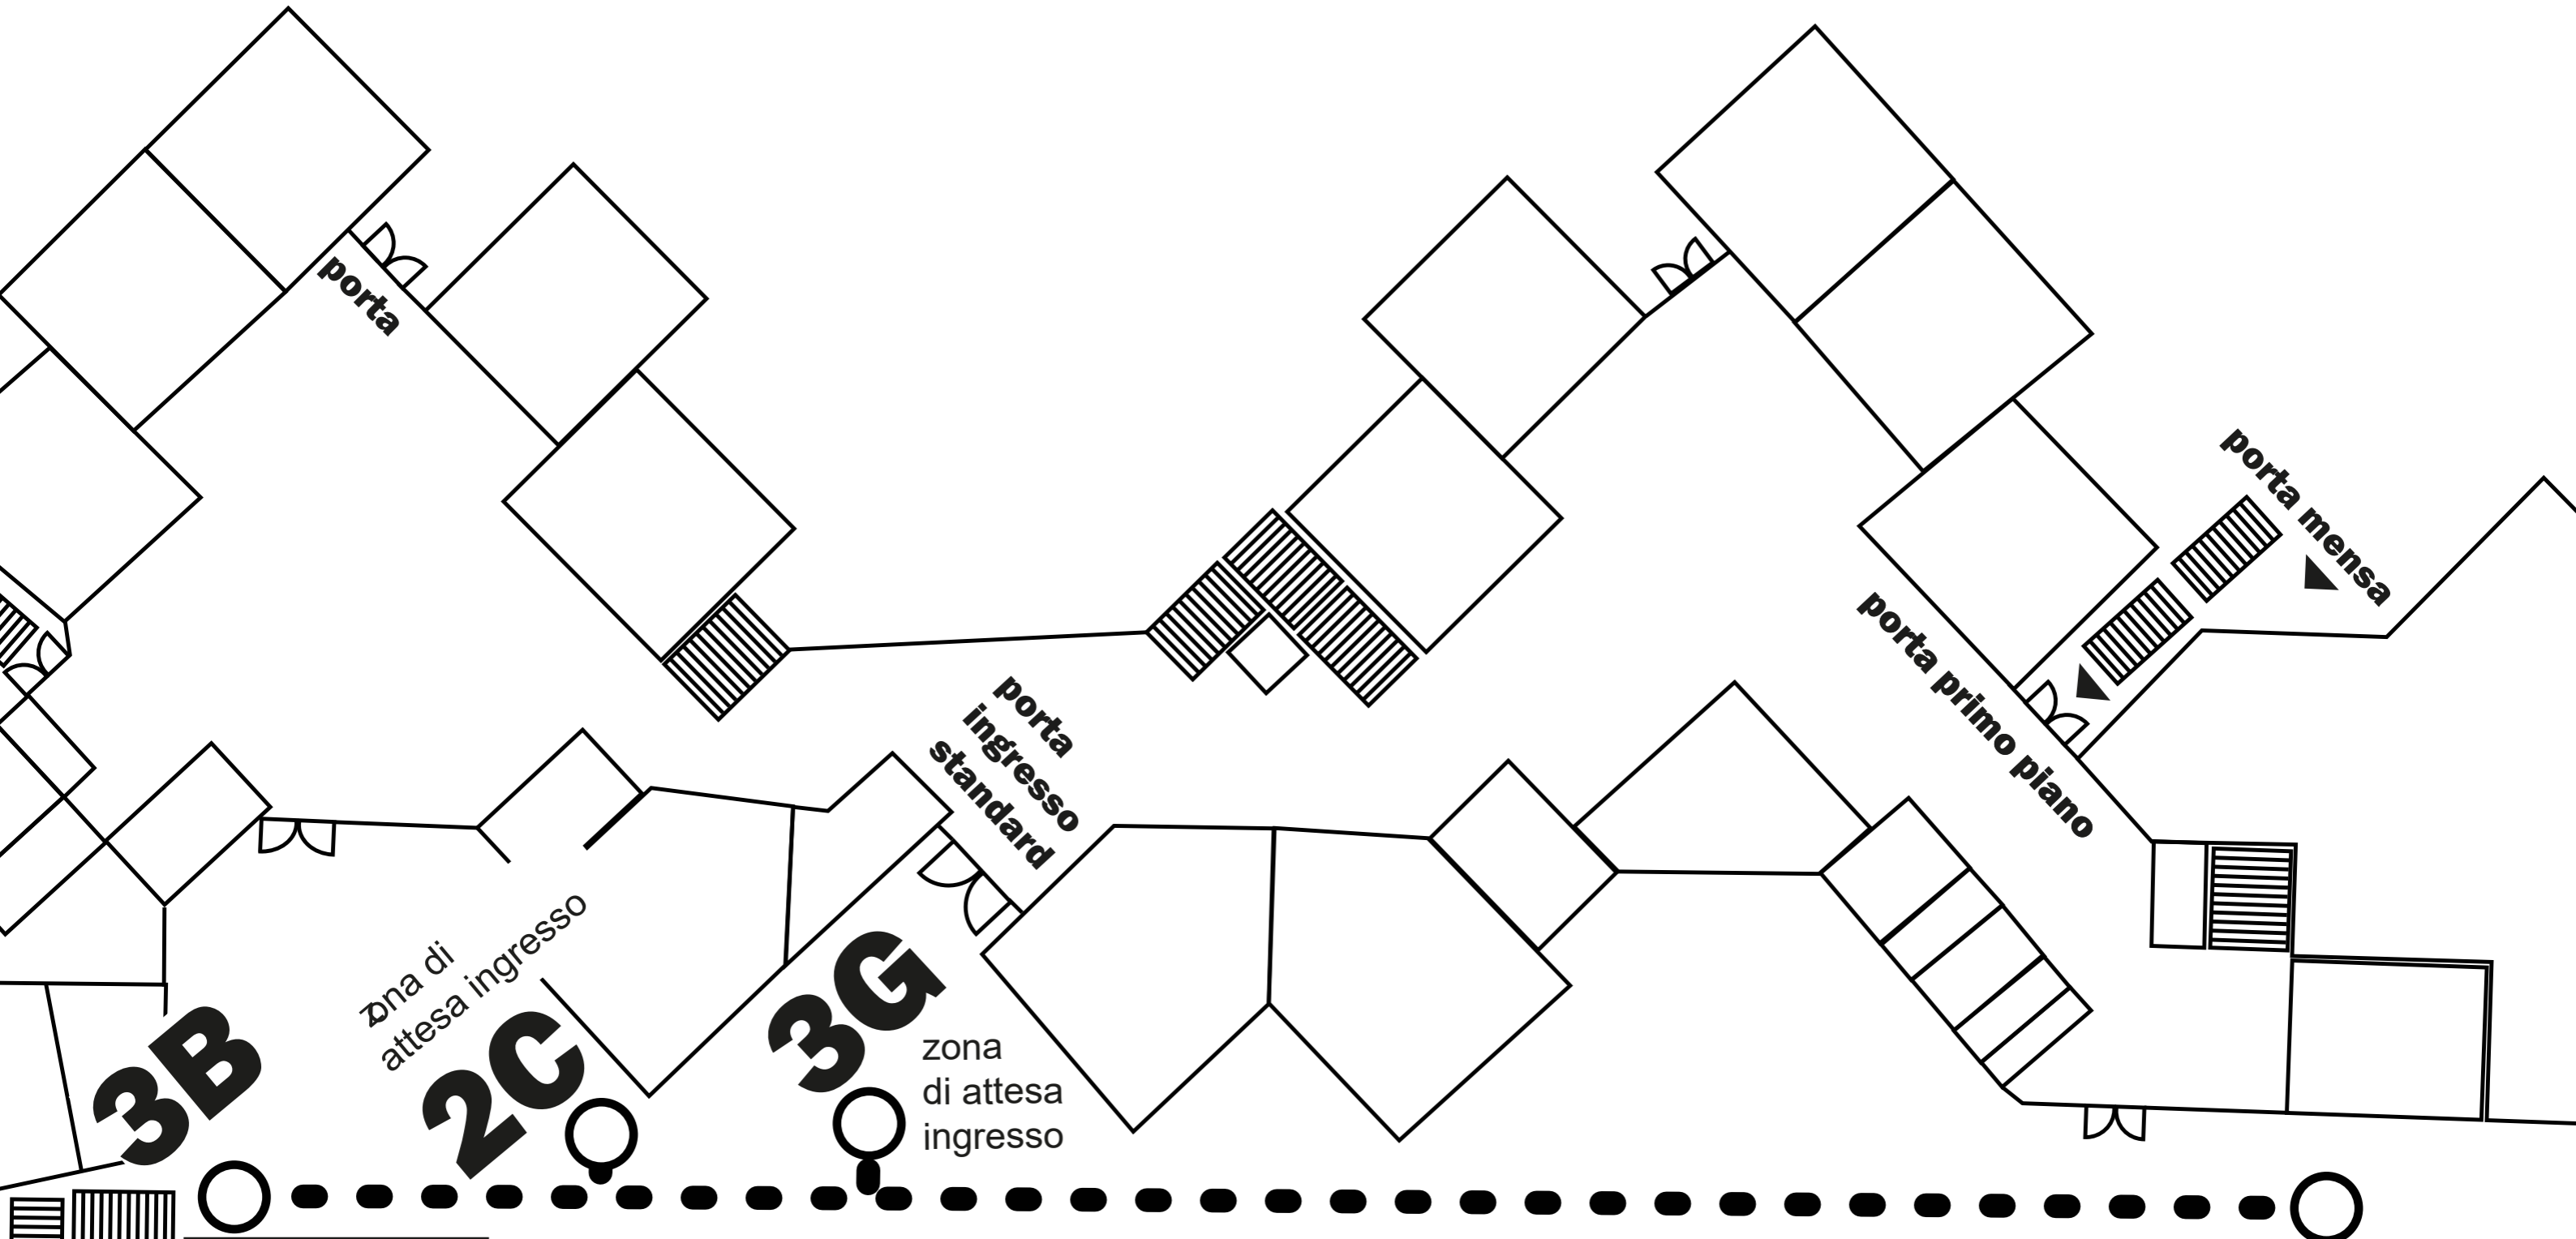 porta
porta mensa
porta primo piano
porta
ingresso
standard
zona di
attesa ingresso
3B
2C
3G
zona
di attesa
ingresso